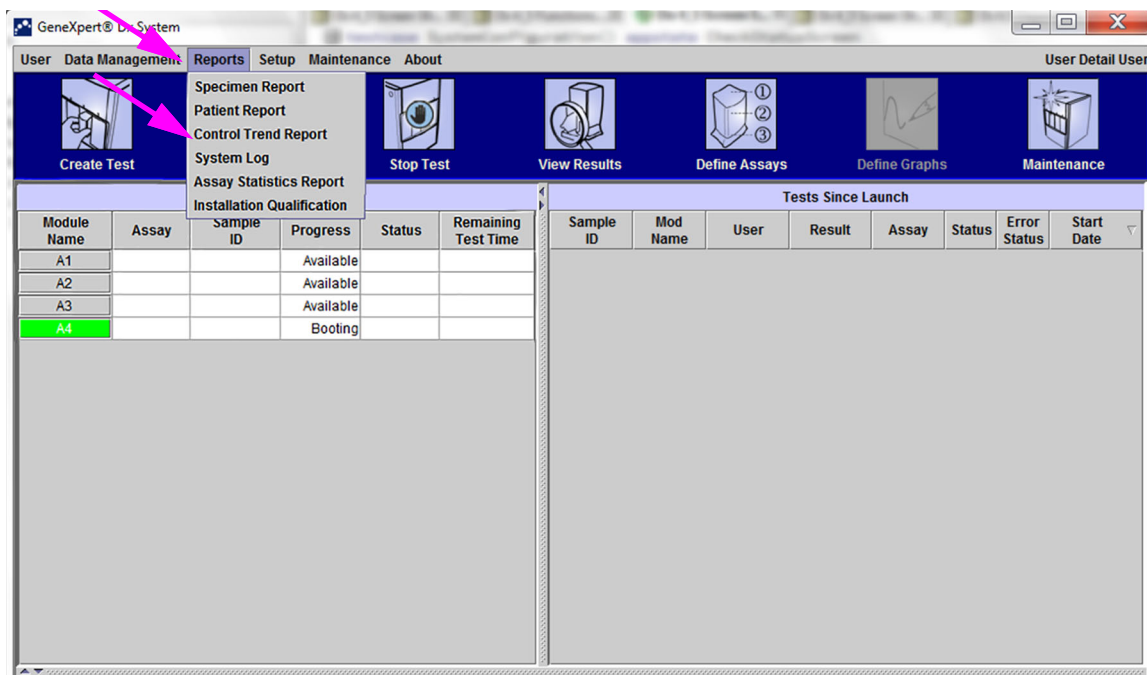 GeneXpert® Dx System
User Data Management Reports Setup Maintenance About User Detail User
Specimen Report
Patient Report
Control Trend Report
System Log
Assay Statistics Report
Installation Qualification
Create Test Stop Test View Results Define Assays Define Graphs Maintenance
① ② ③
Tests Since Launch
Module Name Assay Sample ID Progress Status Remaining Test Time
Sample ID Mod Name User Result Assay Status Error Status Start Date
A1 Available
A2 Available
A3 Available
A4 Booting